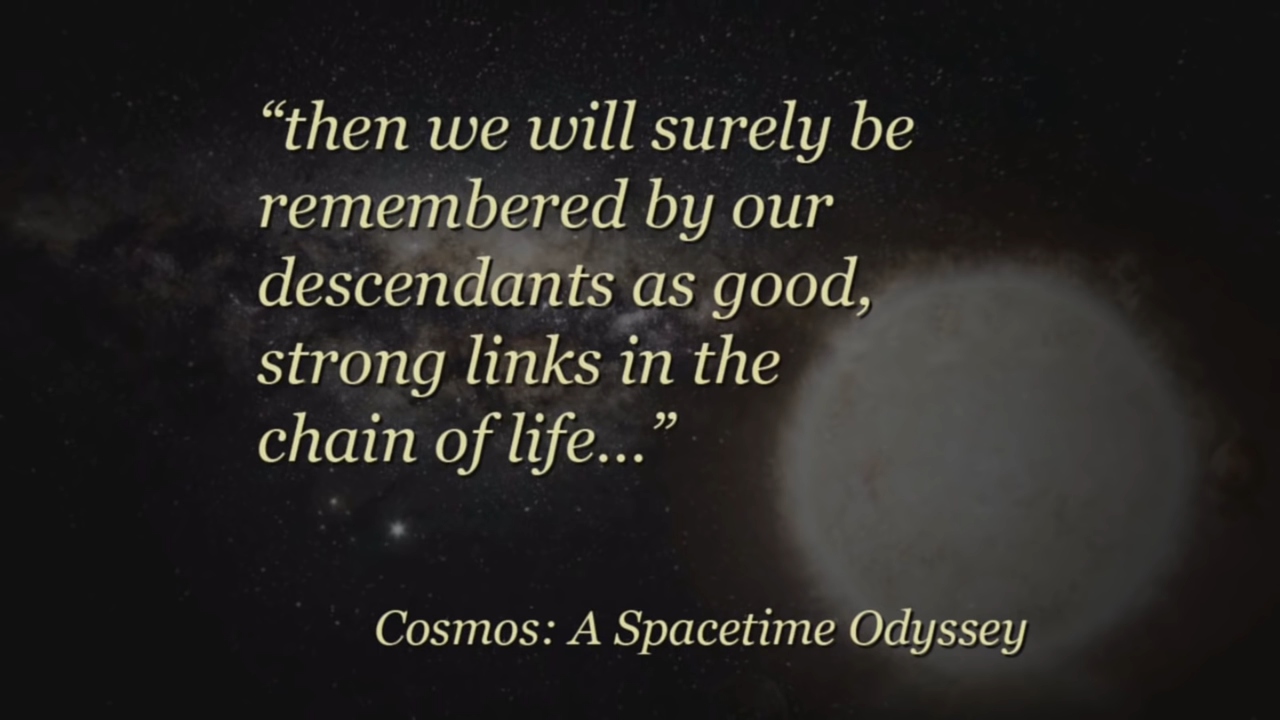 “then we will surely be
remembered by our
descendants as good,
strong links in the
chain of life...”
Cosmos: A Spacetime Odyssey